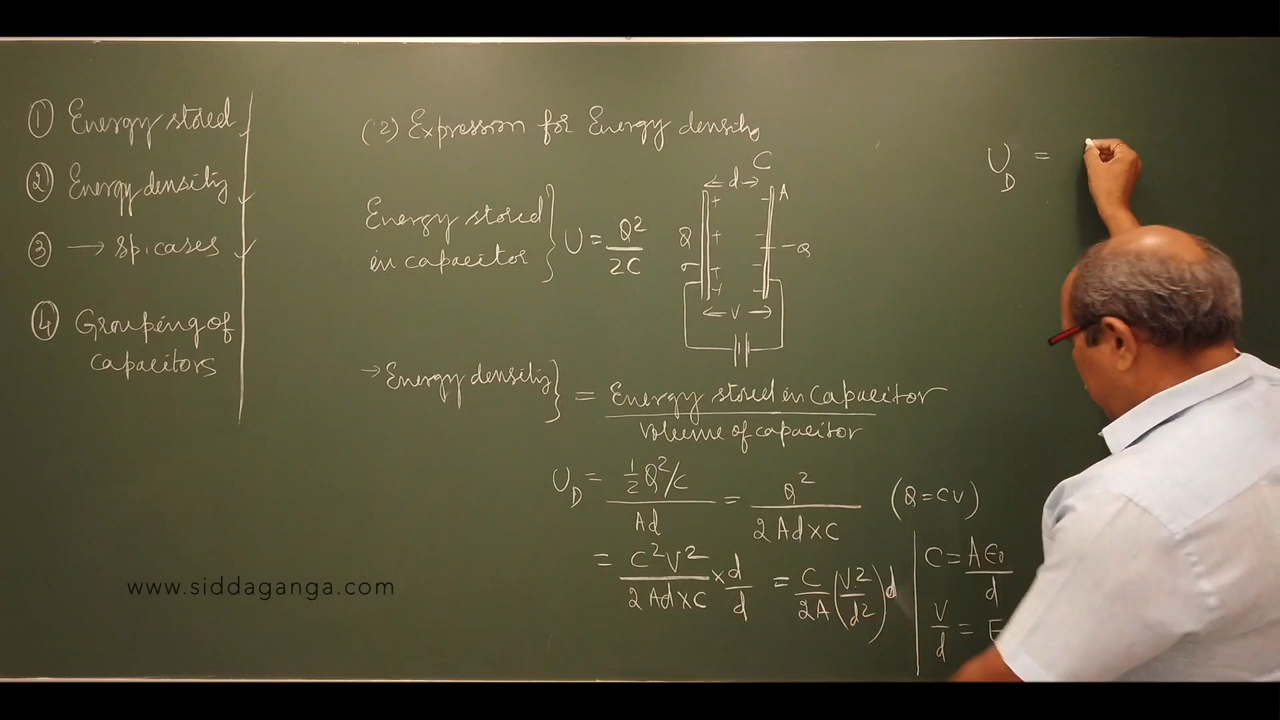 ① Energy stored
② Energy density
③ → Sp. cases
④ Grouping of
capacitors
(2) Expression for Energy density
Energy stored
in capacitor } U = Q²/2C
C
← d →
A
+ −
+ −
+ −
+ −
Q
−Q
σ
← V →
→ Energy density } = Energy stored in Capacitor / Volume of capacitor
U_D = ½Q²/C / Ad = Q² / 2Ad×C (Q = CV)
= C²V² / 2Ad×C × d/d = C/2A (V²/d²) d
C = Aϵ₀/d
V/d = E
U_D =
www.siddaganga.com